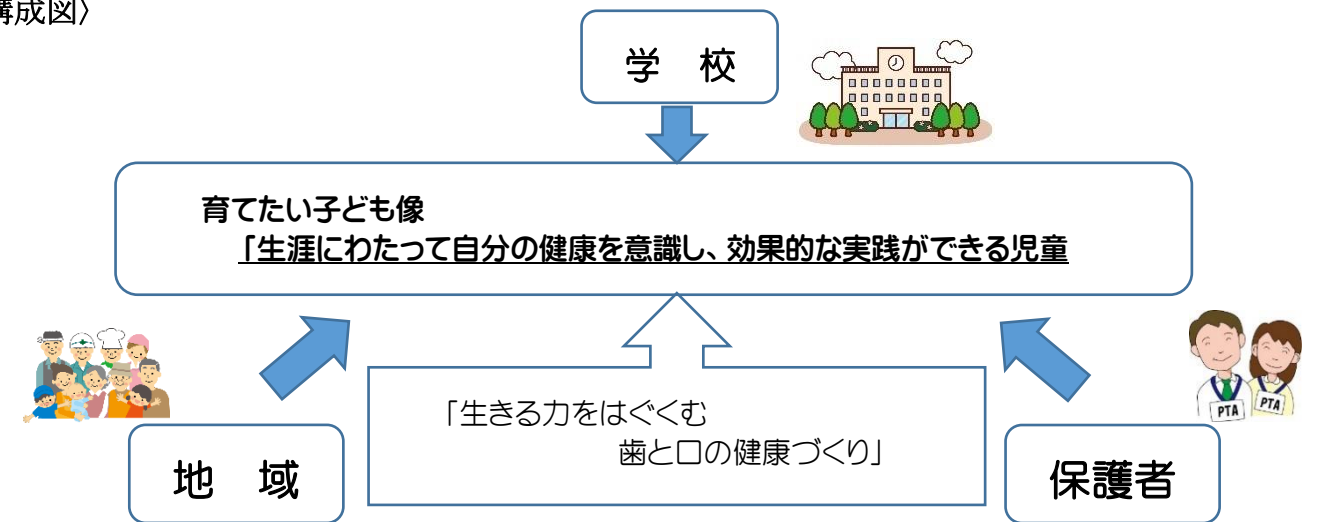 構成図〉
学 校
育てたい子ども像
「生涯にわたって自分の健康を意識し、効果的な実践ができる児童
「生きる力をはぐくむ
歯と口の健康づくり」
PTA PTA
地 域
保護者